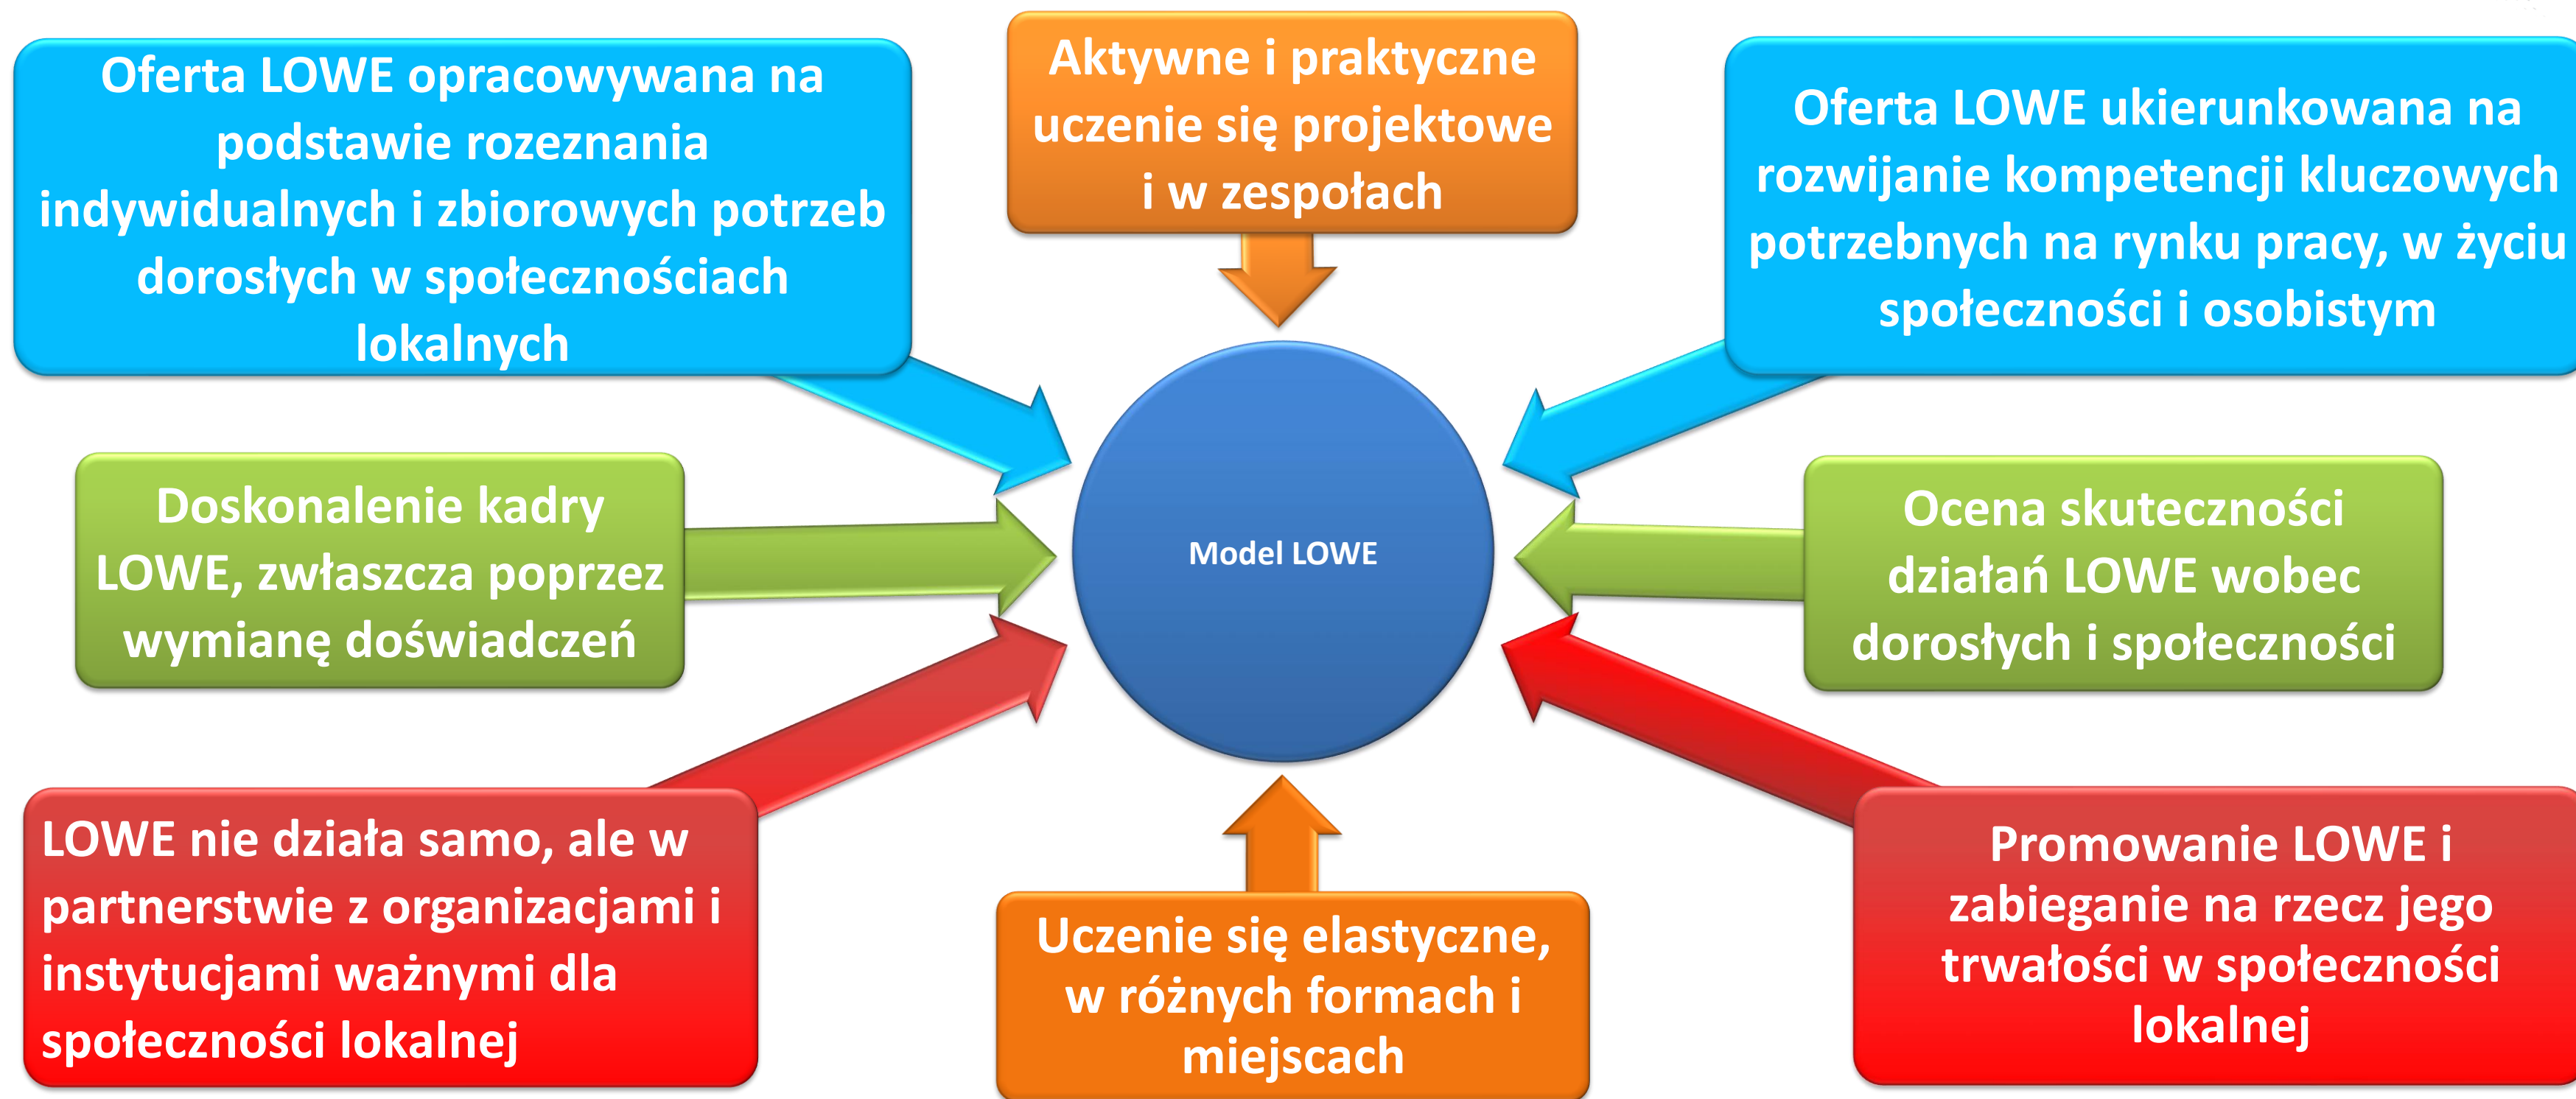 Oferta LOWE opracowywana na
podstawie rozeznania
indywidualnych i zbiorowych potrzeb
dorosłych w społecznościach
lokalnych
Aktywne i praktyczne
uczenie się projektowe
i w zespołach
Oferta LOWE ukierunkowana na
rozwijanie kompetencji kluczowych
potrzebnych na rynku pracy, w życiu
społeczności i osobistym
Doskonalenie kadry
LOWE, zwłaszcza poprzez
wymianę doświadczeń
Model LOWE
Ocena skuteczności
działań LOWE wobec
dorosłych i społeczności
LOWE nie działa samo, ale w
partnerstwie z organizacjami i
instytucjami ważnymi dla
społeczności lokalnej
Uczenie się elastyczne,
w różnych formach i
miejscach
Promowanie LOWE i
zabieganie na rzecz jego
trwałości w społeczności
lokalnej